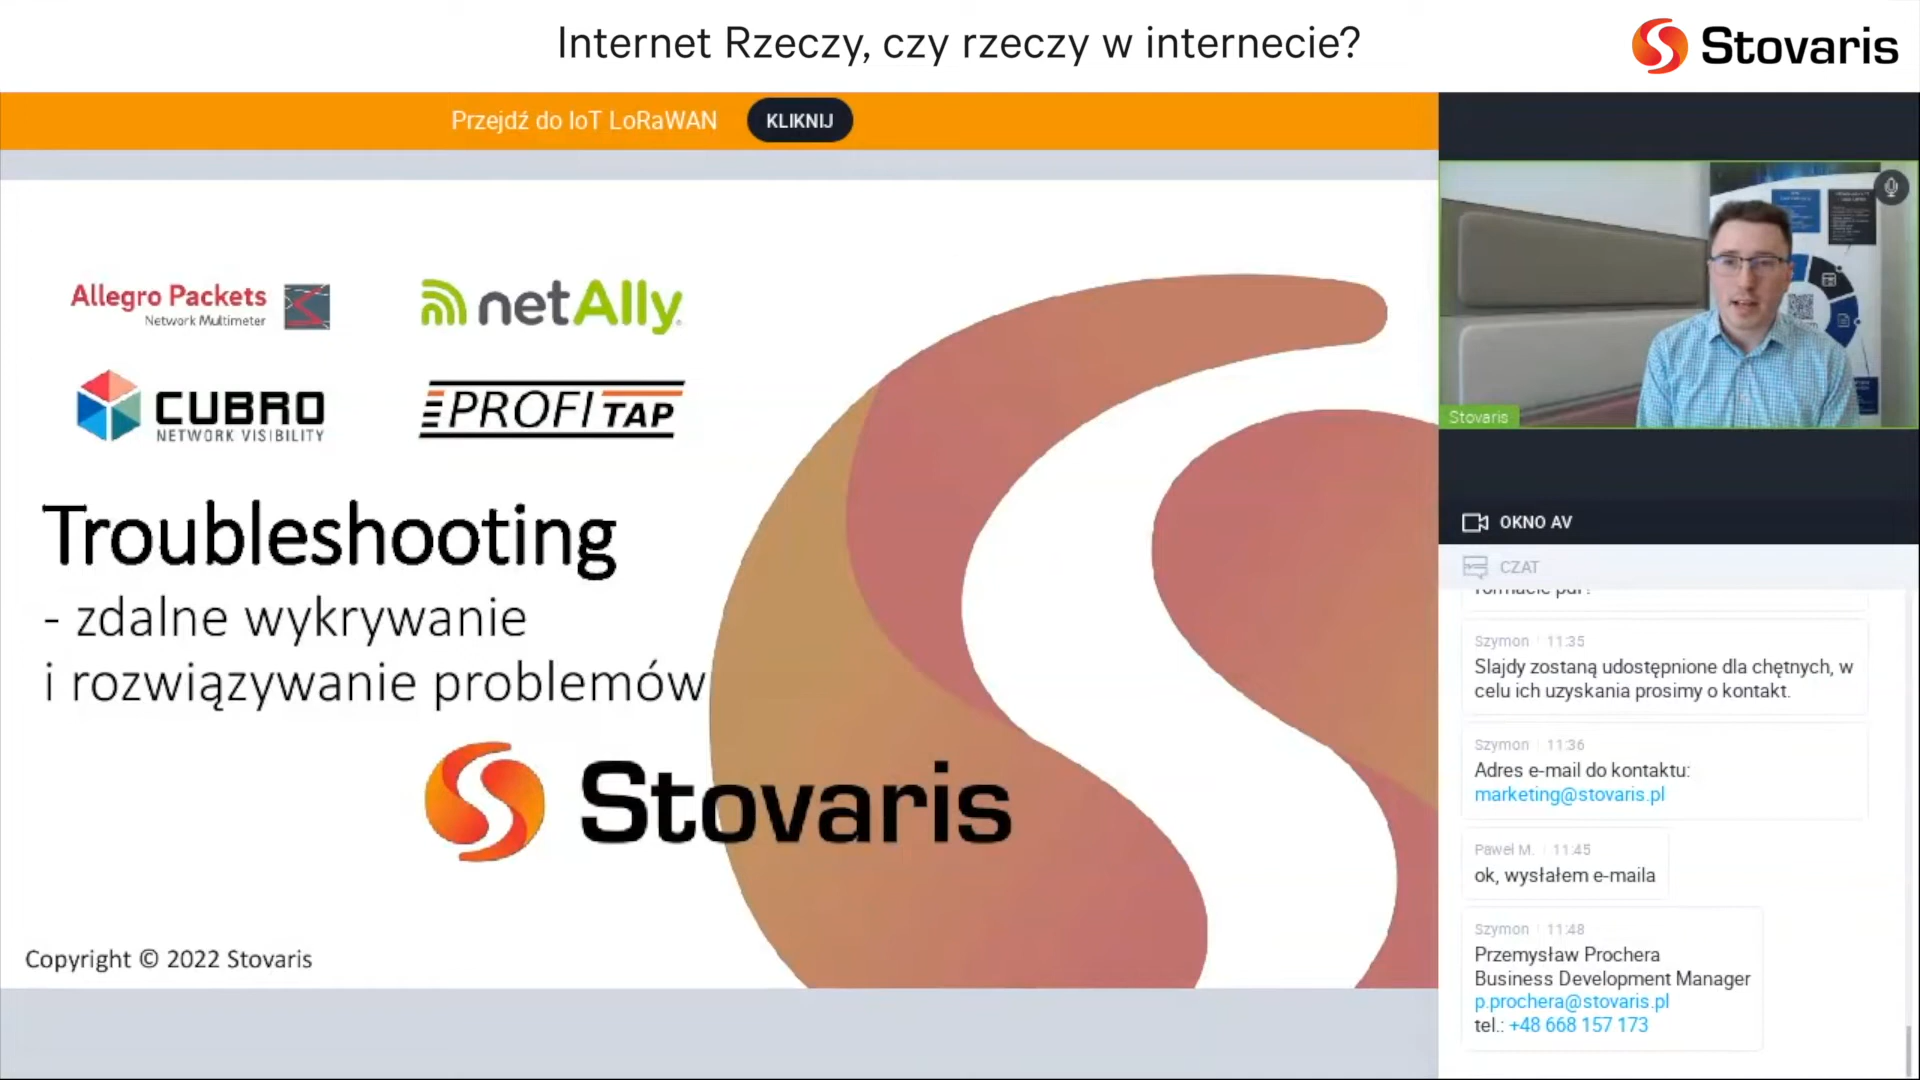 Internet Rzeczy, czy rzeczy w internecie?
Stovaris
Przejdź do IoT LoRaWAN
KLIKNIJ
Allegro Packets
Network Multimeter
netAlly
CUBRO
NETWORK VISIBILITY
PROFITAP
Troubleshooting
- zdalne wykrywanie
i rozwiązywanie problemów
Stovaris
Copyright © 2022 Stovaris
Stovaris
OKNO AV
CZAT
formacie pdf?
Szymon 11:35
Slajdy zostaną udostępnione dla chętnych, w
celu ich uzyskania prosimy o kontakt.
Szymon 11:36
Adres e-mail do kontaktu:
marketing@stovaris.pl
Paweł M. 11:45
ok, wysłałem e-maila
Szymon 11:48
Przemysław Prochera
Business Development Manager
p.prochera@stovaris.pl
tel.: +48 668 157 173